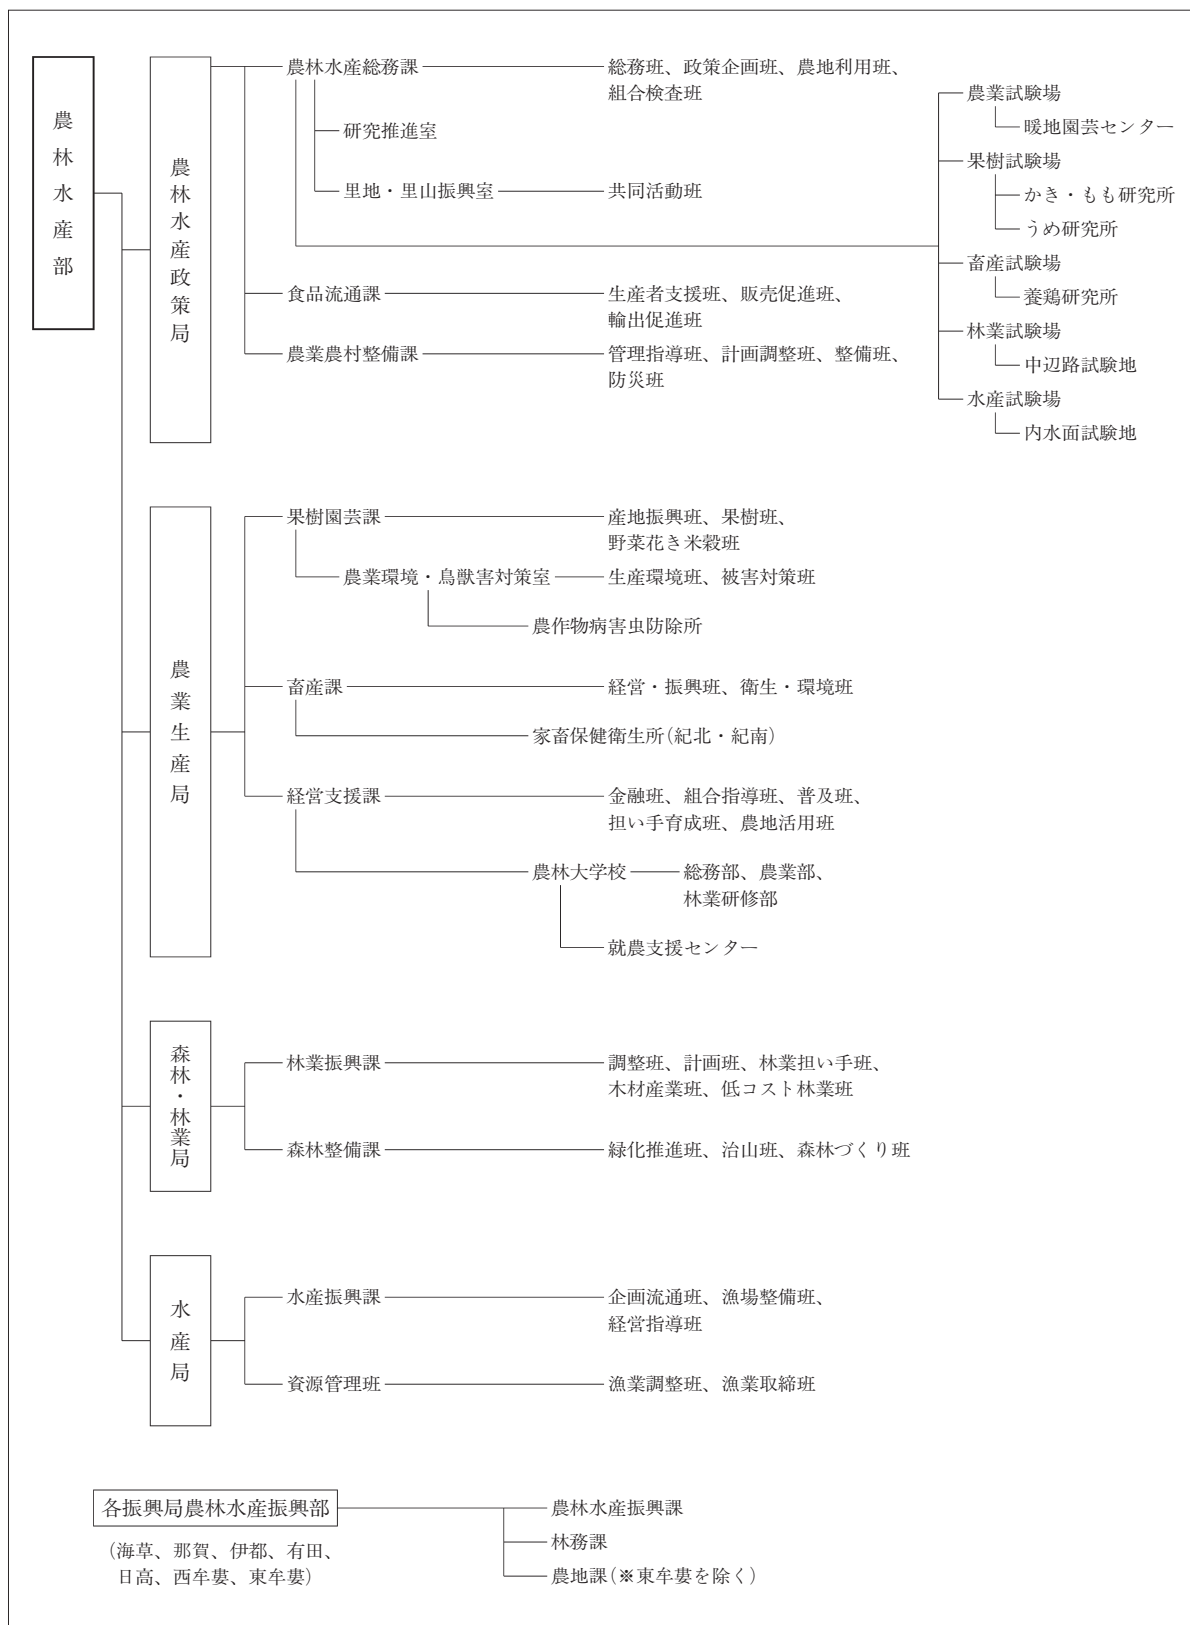 農林水産部
農林水産政策局
農林水産総務課
総務班、政策企画班、農地利用班、
組合検査班
研究推進室
里地・里山振興室
共同活動班
農業試験場
暖地園芸センター
果樹試験場
かき・もも研究所
うめ研究所
畜産試験場
養鶏研究所
林業試験場
中辺路試験地
水産試験場
内水面試験地
食品流通課
生産者支援班、販売促進班、
輸出促進班
農業農村整備課
管理指導班、計画調整班、整備班、
防災班
農業生産局
果樹園芸課
産地振興班、果樹班、
野菜花き米穀班
農業環境・鳥獣害対策室
生産環境班、被害対策班
農作物病害虫防除所
畜産課
経営・振興班、衛生・環境班
家畜保健衛生所(紀北・紀南)
経営支援課
金融班、組合指導班、普及班、
担い手育成班、農地活用班
農林大学校
総務部、農業部、
林業研修部
就農支援センター
森林・林業局
林業振興課
調整班、計画班、林業担い手班、
木材産業班、低コスト林業班
森林整備課
緑化推進班、治山班、森林づくり班
水産局
水産振興課
企画流通班、漁場整備班、
経営指導班
資源管理班
漁業調整班、漁業取締班
各振興局農林水産振興部
(海草、那賀、伊都、有田、
日高、西牟婁、東牟婁)
農林水産振興課
林務課
農地課(※東牟婁を除く)